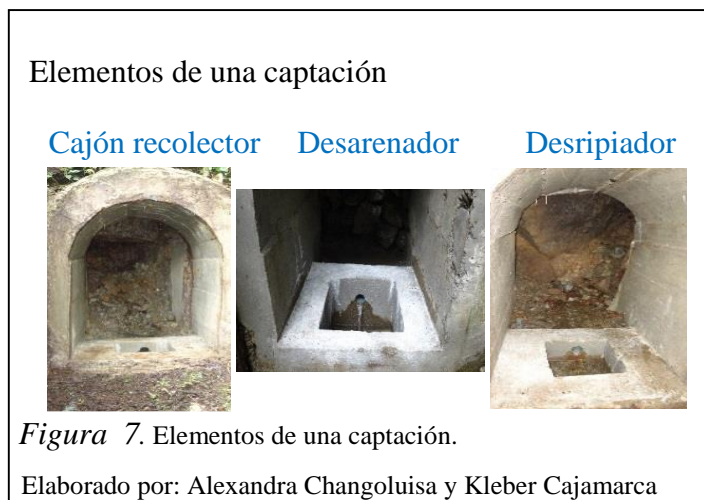 Elementos de una captación
Cajón recolector Desarenador Desripiador
Figura 7. Elementos de una captación.
Elaborado por: Alexandra Changoluisa y Kleber Cajamarca